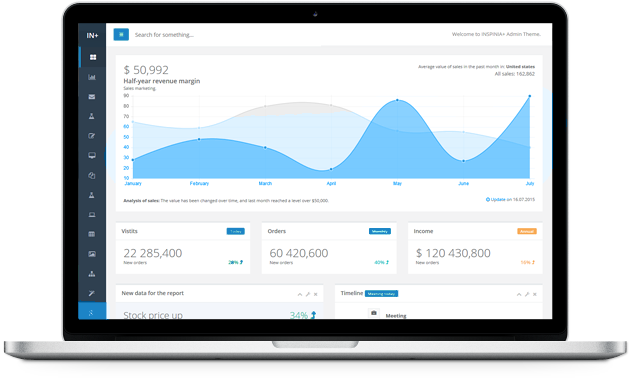 IN+
Search for something...
Welcome to INSPINIA+ Admin Theme.
$ 50,992
Half-year revenue margin
Sales marketing
Average value of sales in the past month in: United states
All sales: 162,862
90
80
70
60
50
40
30
20
10
January February March April May June July
Analysis of sales: The value has been changed over time, and last month reached a level over $50,000.
Update on 16.07.2015
Vistits
22 285,400
New orders
20%
Orders
Monthly
60 420,600
New orders
40%
Income
Annual
$ 120 430,800
New orders
16%
New data for the report
Stock price up
34%
Timeline
Meeting today
Meeting